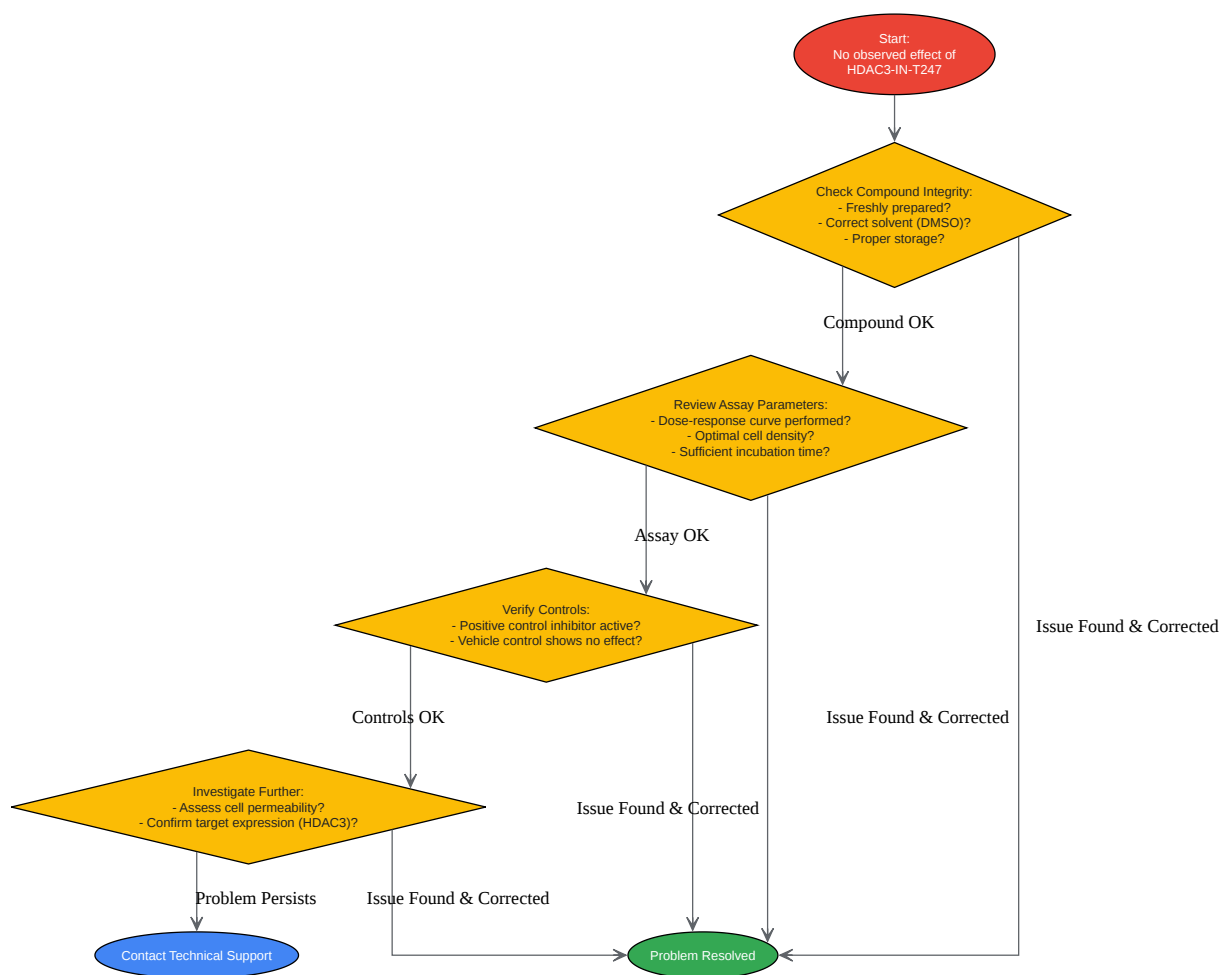 Start:
No observed effect of
HDAC3-IN-T247
Check Compound Integrity:
- Freshly prepared?
- Correct solvent (DMSO)?
- Proper storage?
Compound OK
Review Assay Parameters:
- Dose-response curve performed?
- Optimal cell density?
- Sufficient incubation time?
Assay OK
Verify Controls:
- Positive control inhibitor active?
- Vehicle control shows no effect?
Issue Found & Corrected
Controls OK
Issue Found & Corrected
Investigate Further:
- Assess cell permeability?
- Confirm target expression (HDAC3)?
Issue Found & Corrected
Problem Persists
Issue Found & Corrected
Contact Technical Support
Problem Resolved